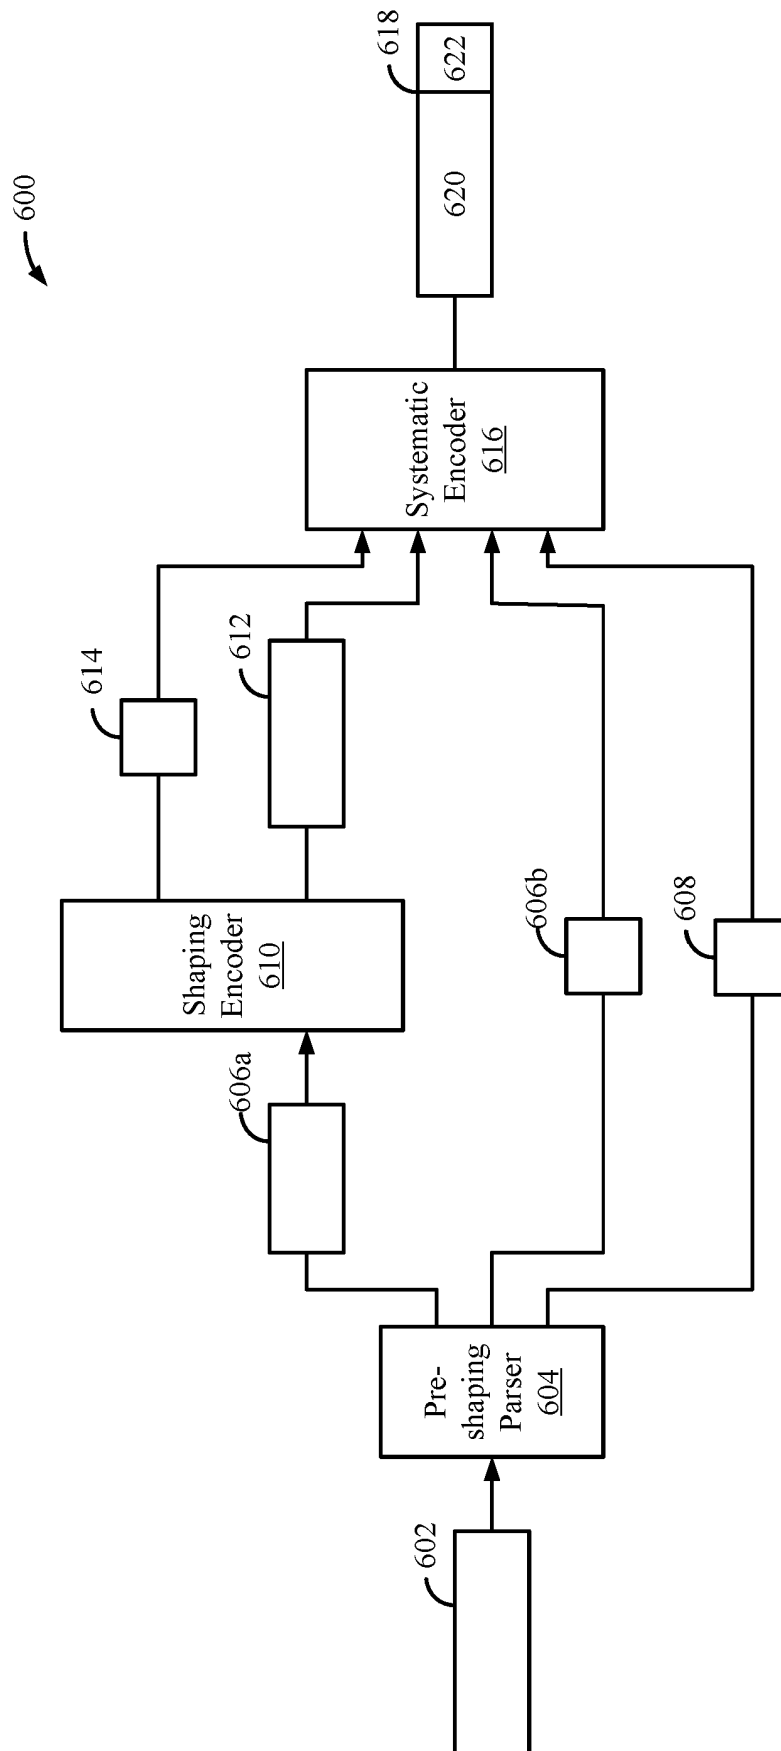 600
602
Pre-
shaping
Parser
604
606a
606b
608
Shaping
Encoder
610
614
612
Systematic
Encoder
616
618
620
622